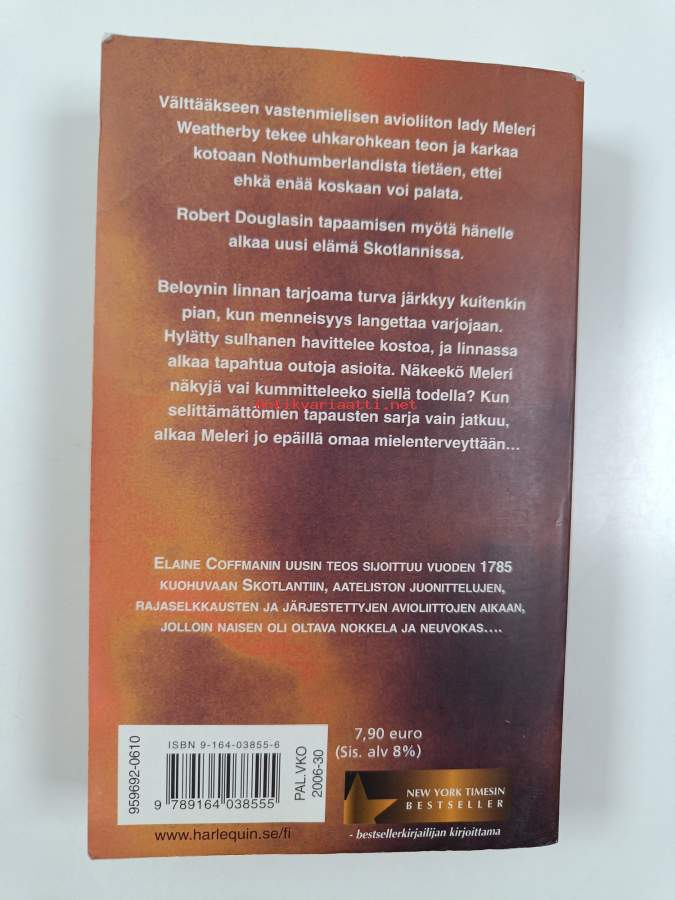 Välttääkseen vastenmielisen avioliiton lady Meleri
Weatherby tekee uhkarohkean teon ja karkaa
kotoaan Nothumberlandista tietäen, ettei
ehkä enää koskaan voi palata.
Robert Douglasin tapaamisen myötä hänelle
alkaa uusi elämä Skotlannissa.
Beloynin linnan tarjoama turva järkkyy kuitenkin
pian, kun menneisyys langettaa varjojaan.
Hylätty sulhanen havittelee kostoa, ja linnassa
alkaa tapahtua outoja asioita. Näkeekö Meleri
näkyjä vai kummitteleeko siellä todella? Kun
antikvariaatti.net
selittämättömien tapausten sarja vain jatkuu,
alkaa Meleri jo epäillä omaa mielenterveyttään...
ELAINE COFFMANIN UUSIN TEOS SIJOITTUU VUODEN 1785
KUOHUVAAN SKOTLANTIIN, AATELISTON JUONITTELUJEN,
RAJASELKKAUSTEN JA JÄRJESTETTYJEN AVIOLIITTOJEN AIKAAN,
JOLLOIN NAISEN OLI OLTAVA NOKKELA JA NEUVOKAS....
959692-0610
ISBN 9-164-03855-6
9 789164 038555
PAL.VKO
2006-30
www.harlequin.se/fi
7,90 euro
(Sis. alv 8%)
NEW YORK TIMESIN
BESTSELLER
- bestsellerkirjailijan kirjoittama